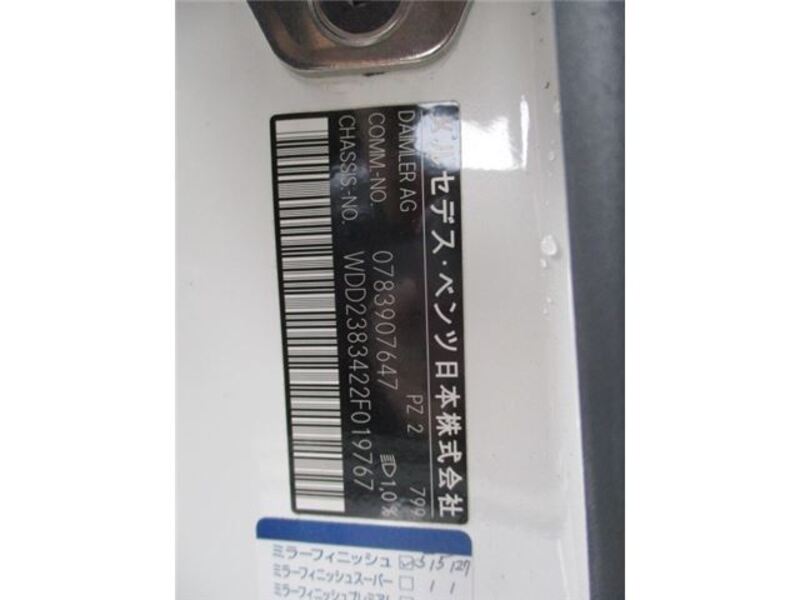 メルセデス・ベンツ日本株式会社
DAIMLER AG
PZ 2 799
COMM.-NO. 0783907647
1,0%
CHASSIS.-NO. WDD2383422F019767
ミラーフィニッシュ
ミラーフィニッシュスーパー
ミラーフィニッシュプレミアム